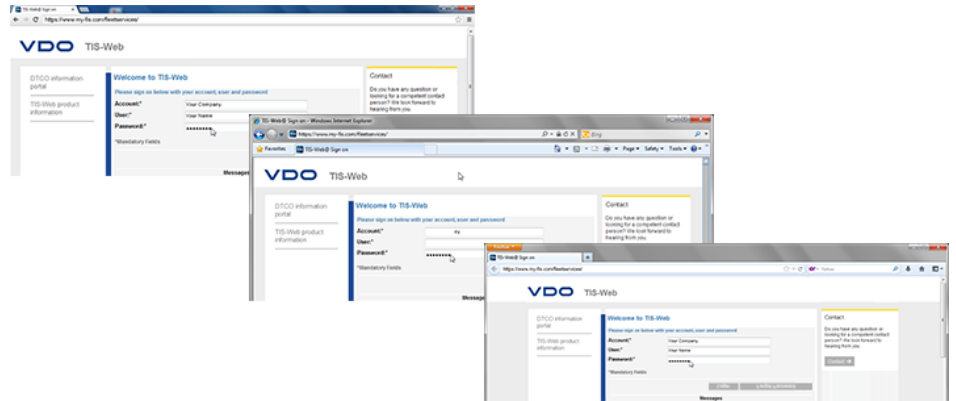 TIS-Web® Sign on
https://www.my-fis.com/fleetservices/
VDO TIS-Web
DTCO information
portal
TIS-Web product
information
Welcome to TIS-Web
Please sign on below with your account, user and password
Account:* Your Company
User:* Your Name
Password:*
*Mandatory Fields
Messages
Contact
Do you have any question or
looking for a competent contact
person? We look forward to
hearing from you.
TIS-Web® Sign on - Windows Internet Explorer
https://www.my-fis.com/fleetservices/
Bing
Favorites TIS-Web® Sign on
Page Safety Tools
VDO TIS-Web
DTCO information
portal
TIS-Web product
information
Welcome to TIS-Web
Please sign on below with your account, user and password
Account:* ny
User:*
Password:*
*Mandatory Fields
Messages
Contact
Do you have any question or
looking for a competent contact
person? We look forward to
hearing from you.
Firefox
TIS-Web® Sign on
https://www.my-fis.com/fleetservices/
Yahoo
VDO TIS-Web
DTCO information
portal
TIS-Web product
information
Welcome to TIS-Web
Please sign on below with your account, user and password
Account:* Your Company
User:* Your Name
Password:*
*Mandatory Fields
Messages
Contact
Do you have any question or
looking for a competent contact
person? We look forward to
hearing from you.
Contact